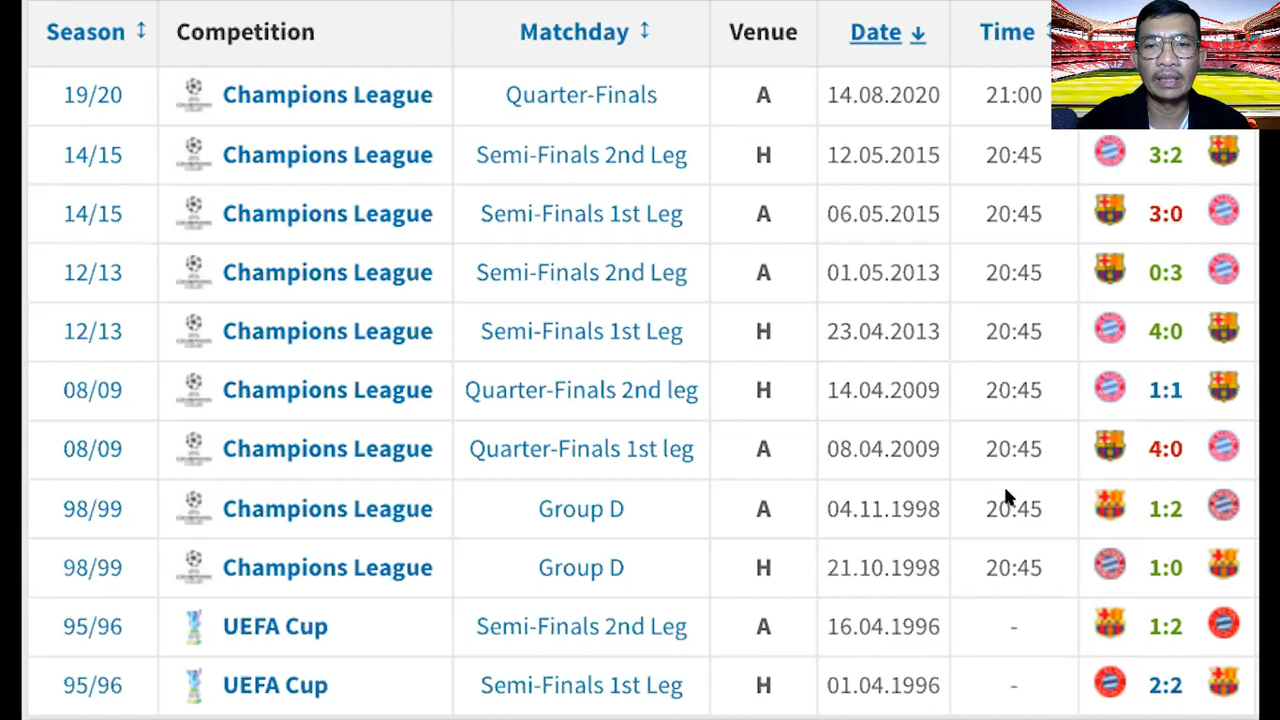 Season Competition Matchday Venue Date Time
19/20 Champions League Quarter-Finals A 14.08.2020 21:00
14/15 Champions League Semi-Finals 2nd Leg H 12.05.2015 20:45 3:2
14/15 Champions League Semi-Finals 1st Leg A 06.05.2015 20:45 3:0
12/13 Champions League Semi-Finals 2nd Leg A 01.05.2013 20:45 0:3
12/13 Champions League Semi-Finals 1st Leg H 23.04.2013 20:45 4:0
08/09 Champions League Quarter-Finals 2nd leg H 14.04.2009 20:45 1:1
08/09 Champions League Quarter-Finals 1st leg A 08.04.2009 20:45 4:0
98/99 Champions League Group D A 04.11.1998 20:45 1:2
98/99 Champions League Group D H 21.10.1998 20:45 1:0
95/96 UEFA Cup Semi-Finals 2nd Leg A 16.04.1996 - 1:2
95/96 UEFA Cup Semi-Finals 1st Leg H 01.04.1996 - 2:2